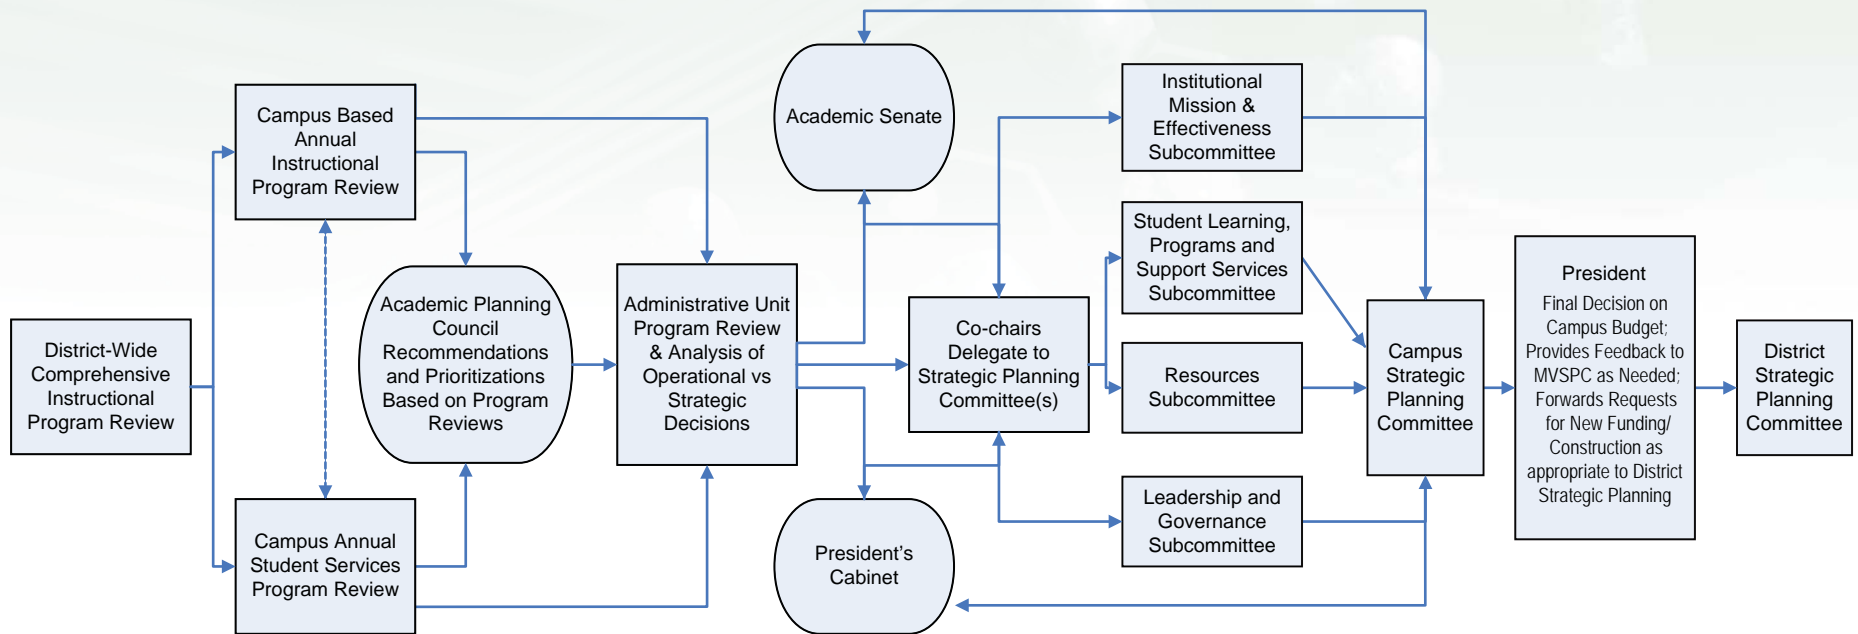 District-Wide
Comprehensive
Instructional
Program Review
Campus Based
Annual
Instructional
Program Review
Campus Annual
Student Services
Program Review
Academic Planning
Council
Recommendations
and Prioritizations
Based on Program
Reviews
Administrative Unit
Program Review
& Analysis of
Operational vs
Strategic
Decisions
Academic Senate
President's
Cabinet
Co-chairs
Delegate to
Strategic Planning
Committee(s)
Institutional
Mission &
Effectiveness
Subcommittee
Student Learning,
Programs and
Support Services
Subcommittee
Resources
Subcommittee
Leadership and
Governance
Subcommittee
Campus
Strategic
Planning
Committee
President
Final Decision on
Campus Budget;
Provides Feedback to
MVSPC as Needed;
Forwards Requests
for New Funding/
Construction as
appropriate to District
Strategic Planning
District
Strategic
Planning
Committee